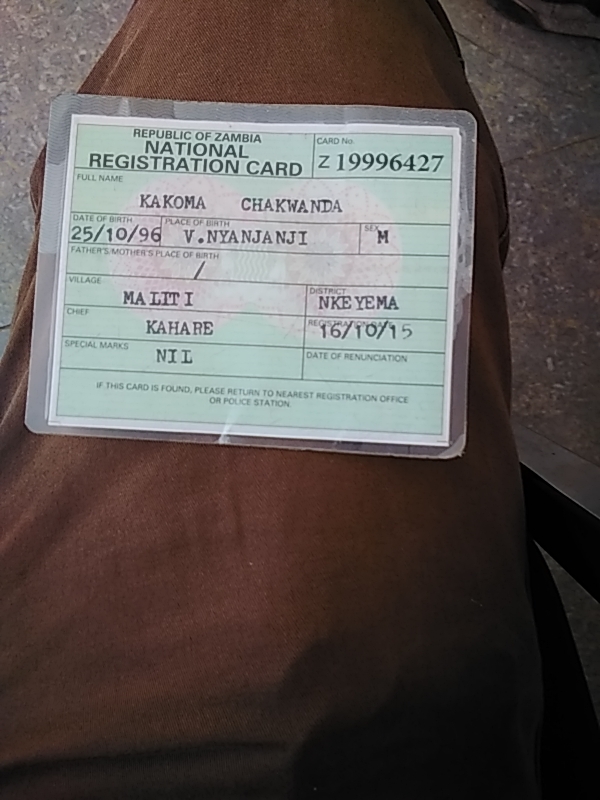 REPUBLIC OF ZAMBIA
NATIONAL
REGISTRATION CARD
CARD No.
Z 19996427
FULL NAME
KAKOMA CHAKWANDA
DATE OF BIRTH
25/10/96
PLACE OF BIRTH
V.NYANJANJI
SEX
M
FATHER'S/MOTHER'S PLACE OF BIRTH
/
VILLAGE
MALITI
DISTRICT
NKEYEMA
CHIEF
KAHARE
REGISTRATION DATE
16/10/15
SPECIAL MARKS
NIL
DATE OF RENUNCIATION
IF THIS CARD IS FOUND, PLEASE RETURN TO NEAREST REGISTRATION OFFICE
OR POLICE STATION.